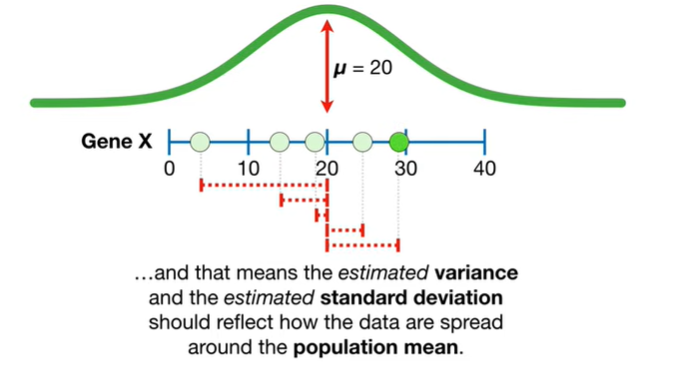 μ = 20
Gene X
0 10 20 30 40
...and that means the estimated variance
and the estimated standard deviation
should reflect how the data are spread
around the population mean.